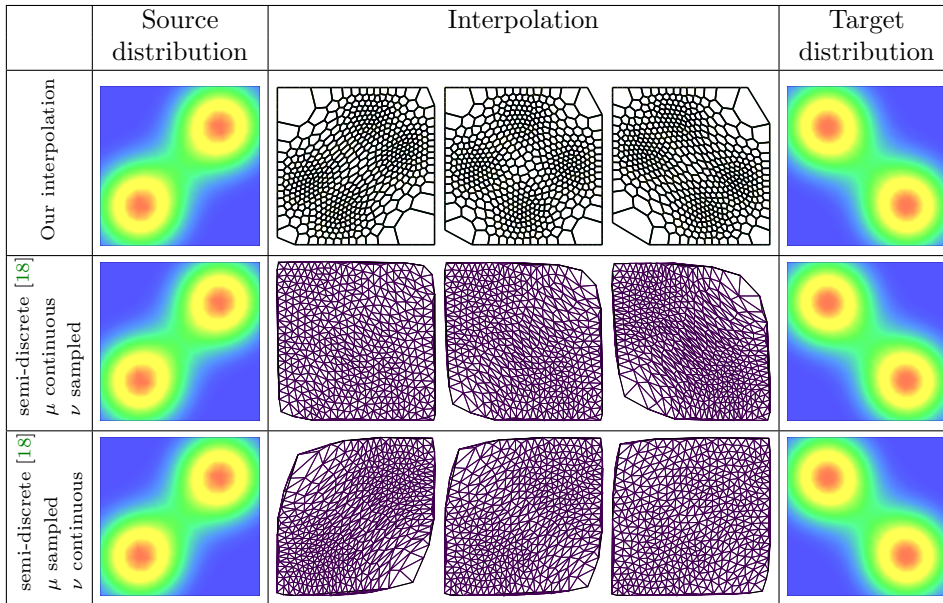 Source
distribution
Interpolation
Target
distribution
Our interpolation
semi-discrete [18]
μ continuous
ν sampled
semi-discrete [18]
μ sampled
ν continuous